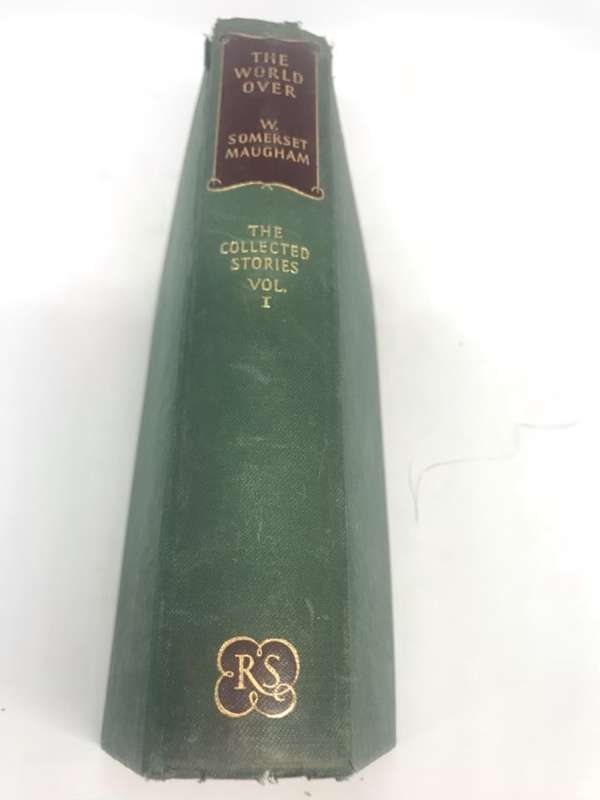 THE
WORLD
OVER
W.
SOMERSET
MAUGHAM
THE
COLLECTED
STORIES
VOL.
I
RS